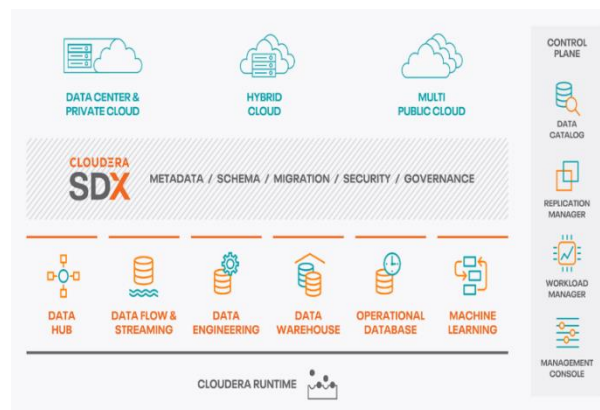 DATA CENTER &
PRIVATE CLOUD
HYBRID
CLOUD
MULTI
PUBLIC CLOUD
CLOUDERA
SDX
METADATA / SCHEMA / MIGRATION / SECURITY / GOVERNANCE
DATA
HUB
DATA FLOW &
STREAMING
DATA
ENGINEERING
DATA
WAREHOUSE
OPERATIONAL
DATABASE
MACHINE
LEARNING
CLOUDERA RUNTIME
CONTROL
PLANE
DATA
CATALOG
REPLICATION
MANAGER
WORKLOAD
MANAGER
MANAGEMENT
CONSOLE